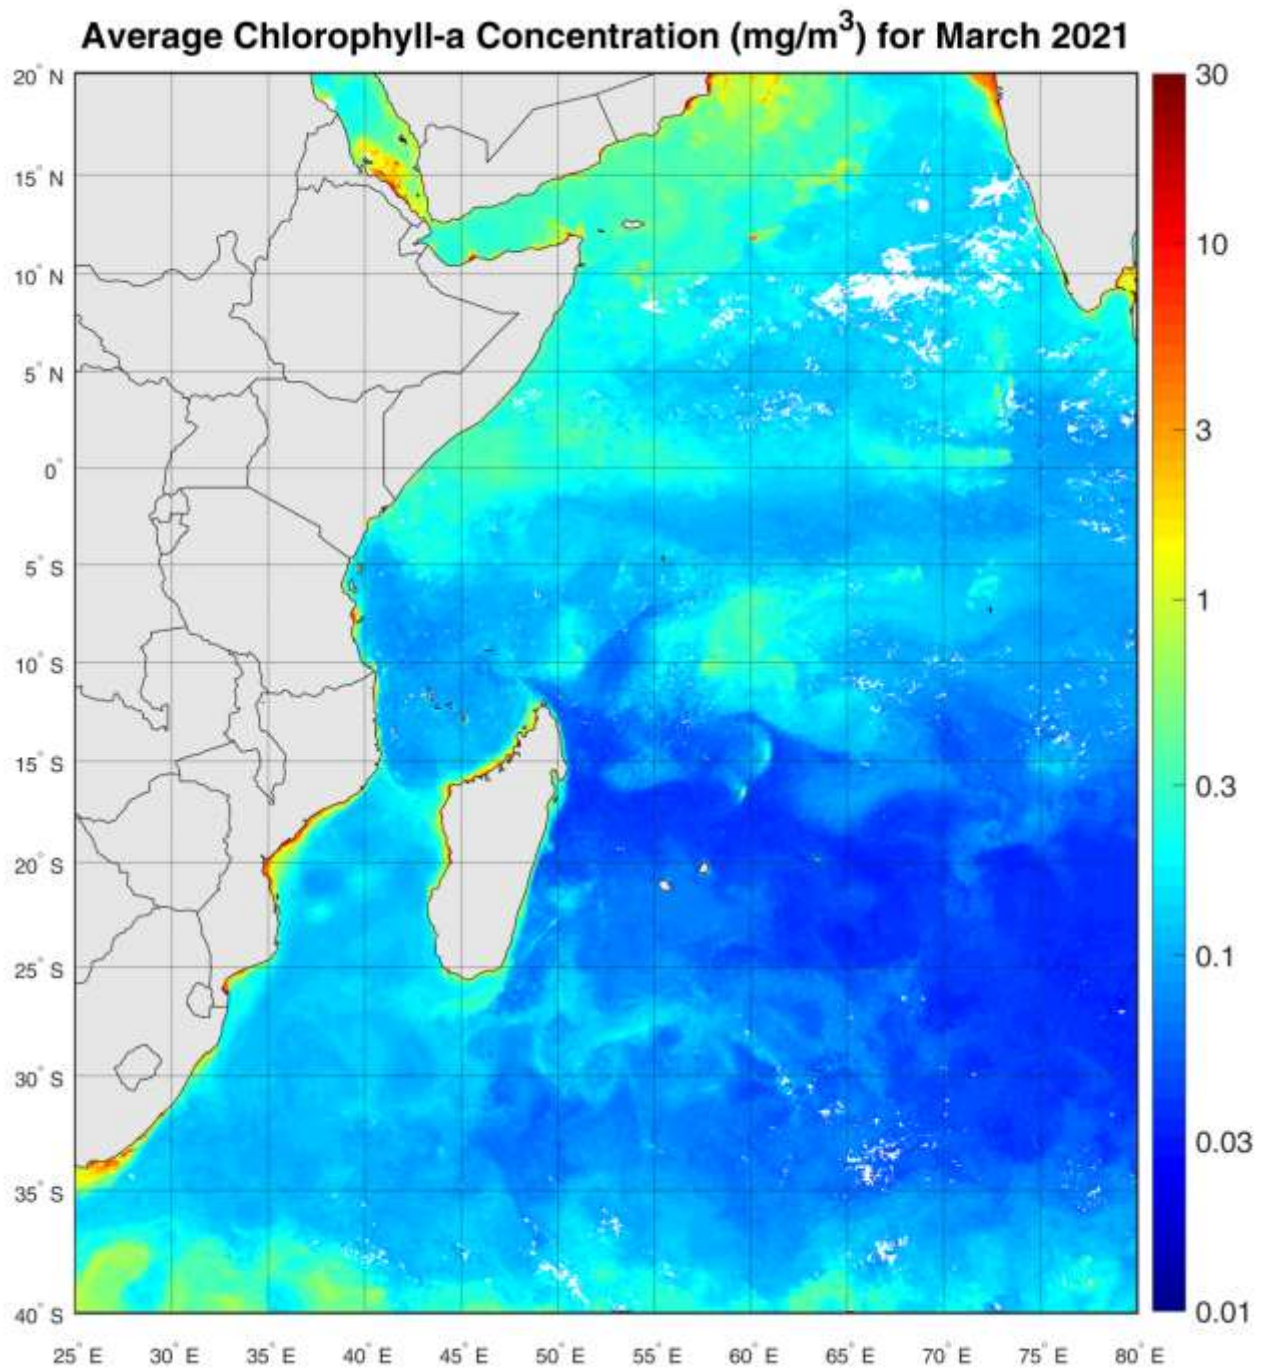 Average Chlorophyll-a Concentration (mg/m³) for March 2021
20° N
15° N
10° N
5° N
0°
5° S
10° S
15° S
20° S
25° S
30° S
35° S
40° S
25° E 30° E 35° E 40° E 45° E 50° E 55° E 60° E 65° E 70° E 75° E 80° E
30
10
3
1
0.3
0.1
0.03
0.01